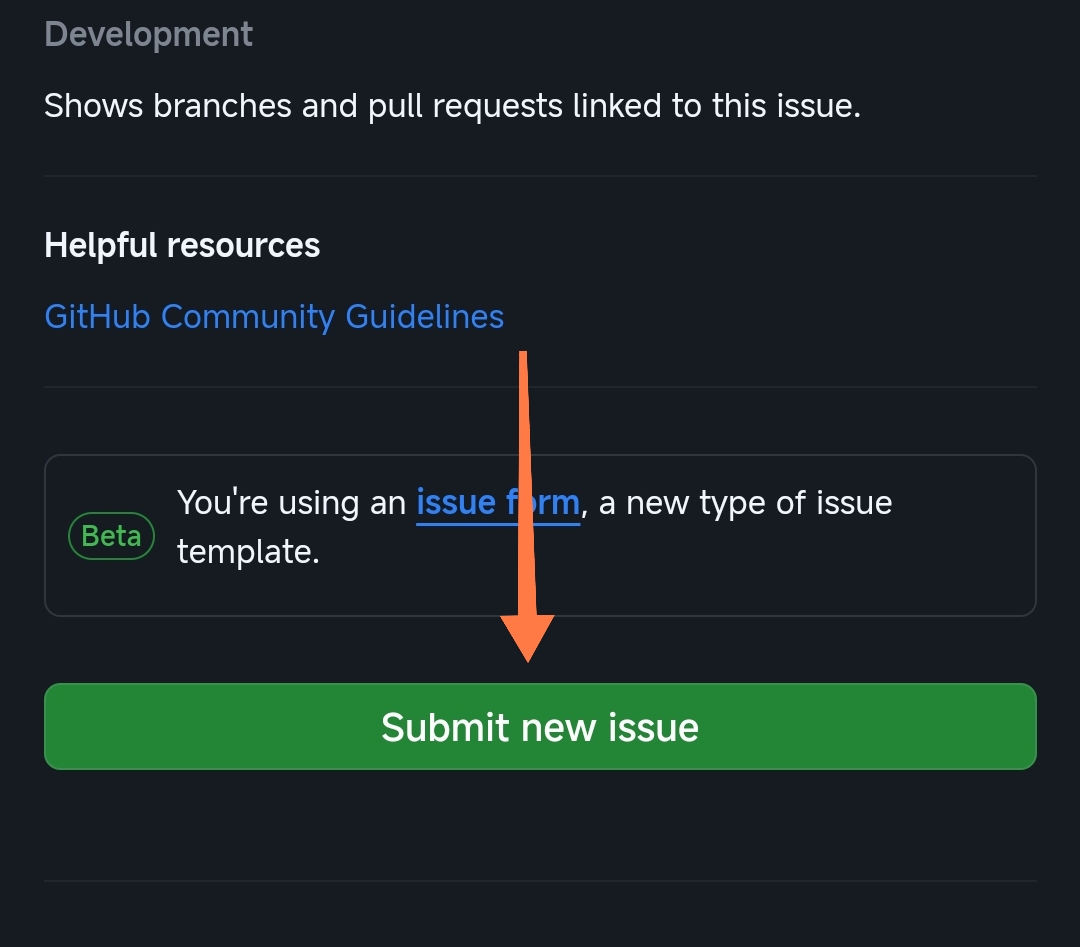 Development
Shows branches and pull requests linked to this issue.
Helpful resources
GitHub Community Guidelines
Beta
You're using an issue form, a new type of issue
template.
Submit new issue